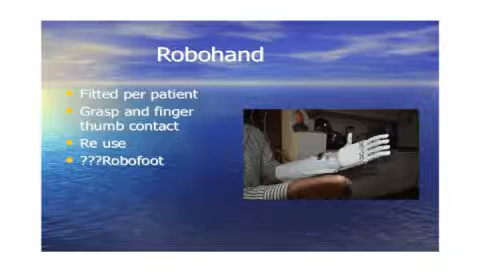 Robohand
Fitted per patient
Grasp and finger
thumb contact
Re use
???Robofoot